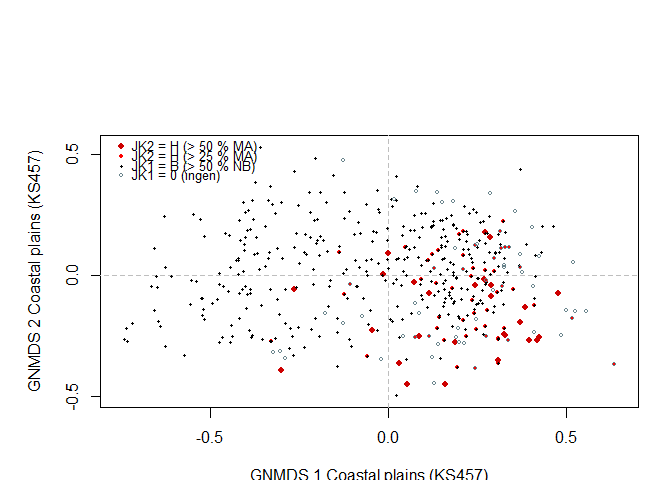 JK2 = H (> 50 % MA)
JK2 = H (> 25 % MA)
JK1 = B (> 50 % NB)
JK1 = 0 (ingen)
GNMDS 2 Coastal plains (KS457)
0.5
0.0
-0.5
-0.5
0.0
0.5
GNMDS 1 Coastal plains (KS457)